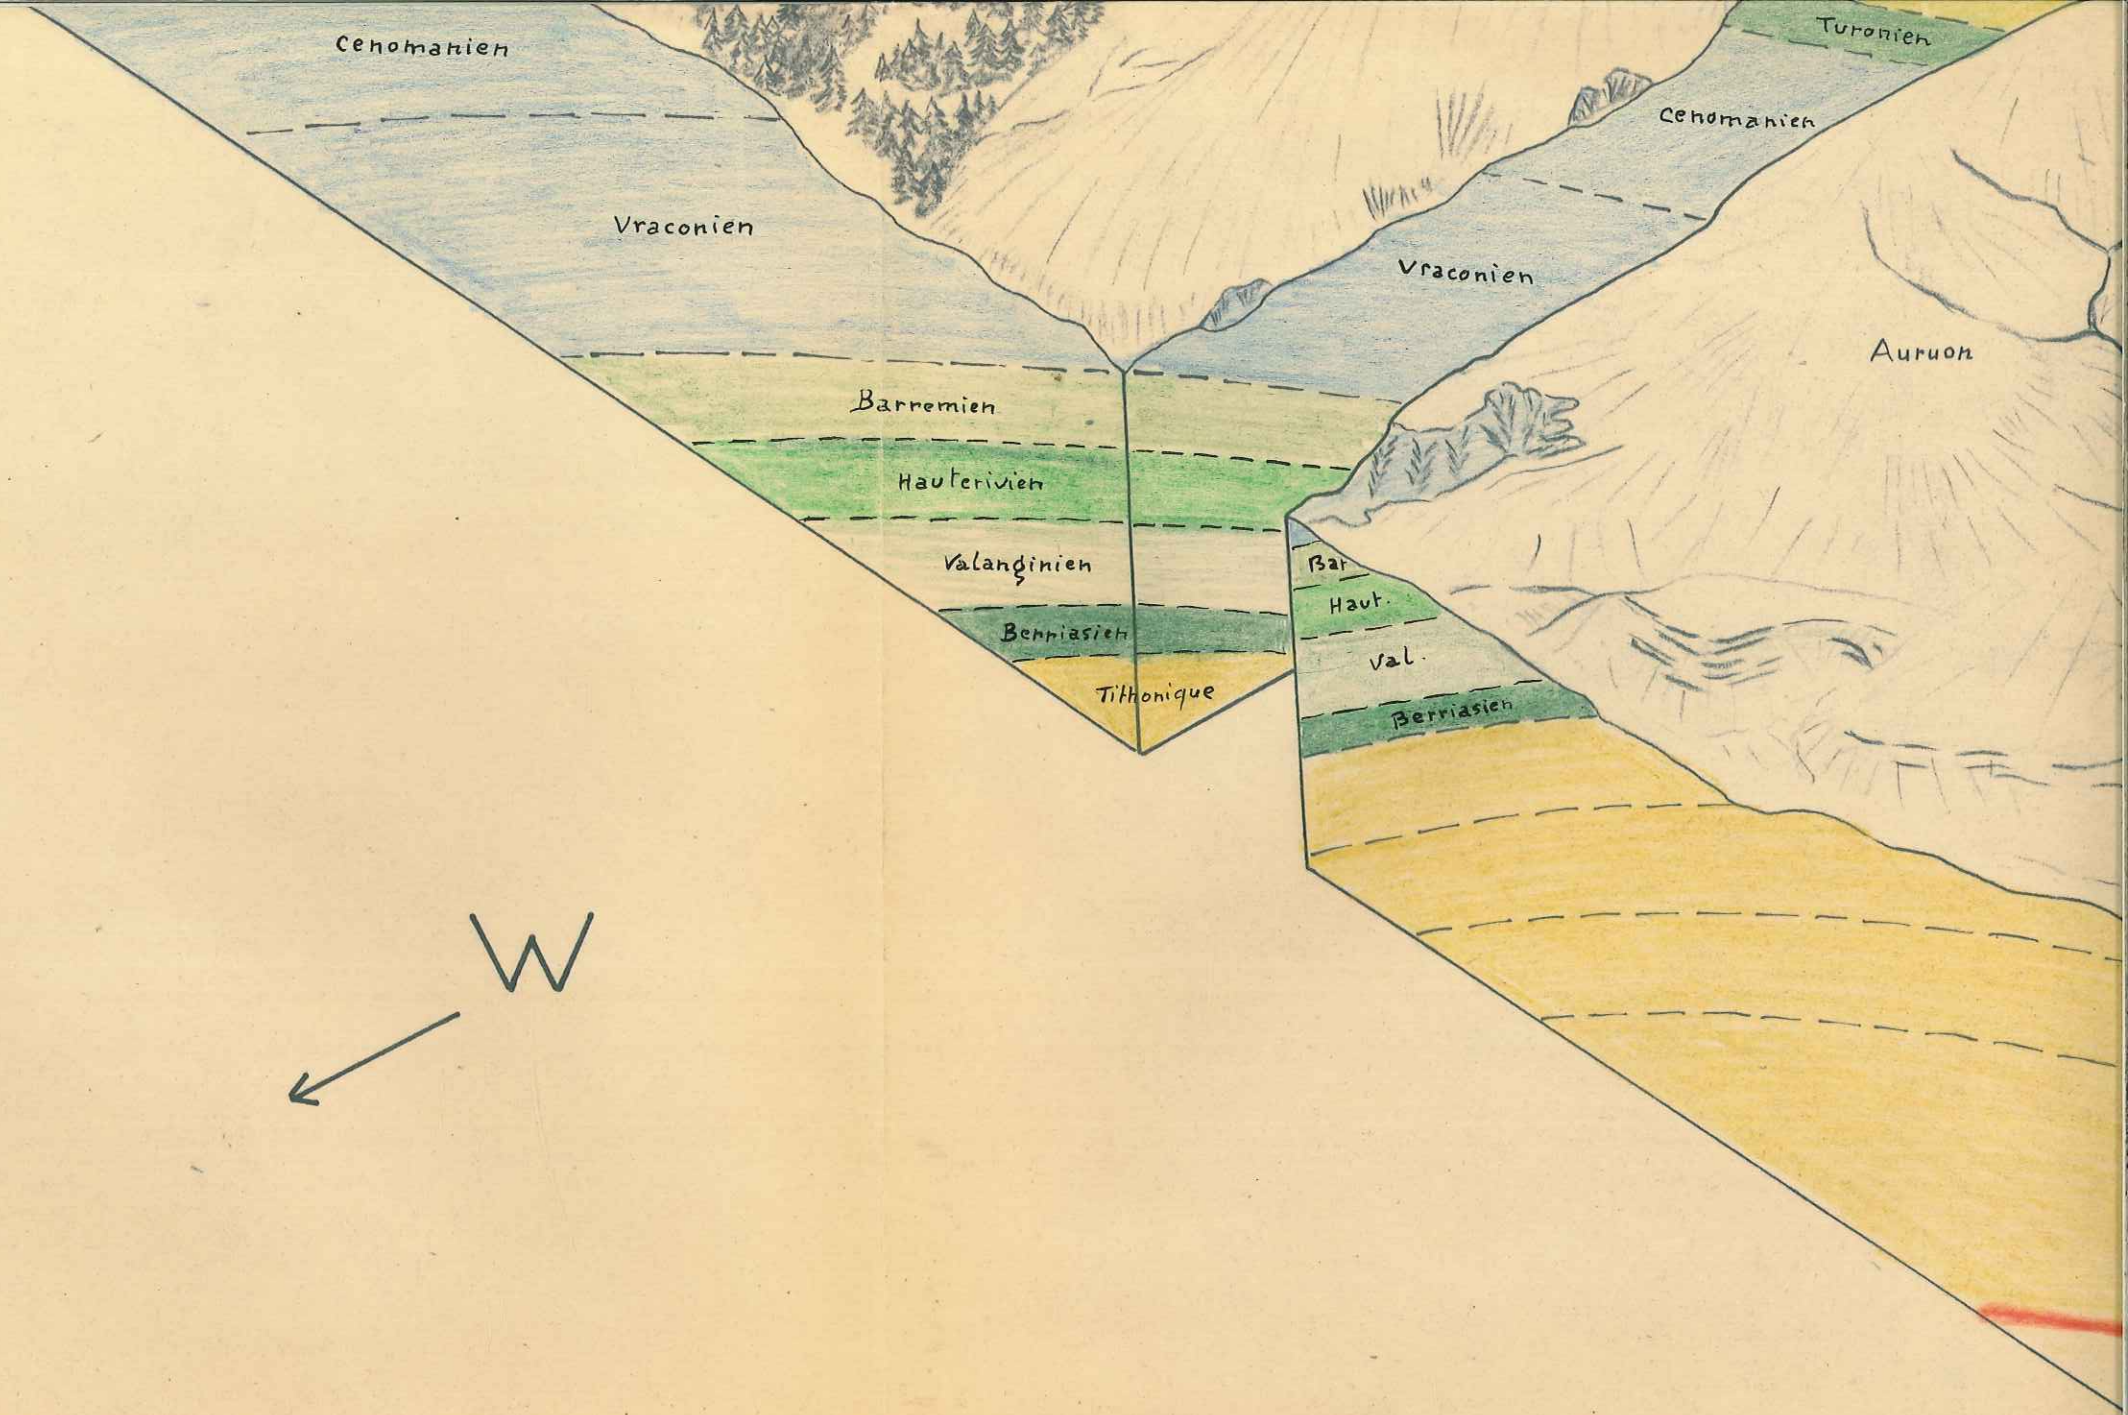 Cenomanien
Turonien
Cenomanien
Vraconien
Vraconien
Auruon
Barremien
Hauterivien
Valanginien
Bar
Haut.
Berriasien
Val.
Tithonique
Berriasien
W